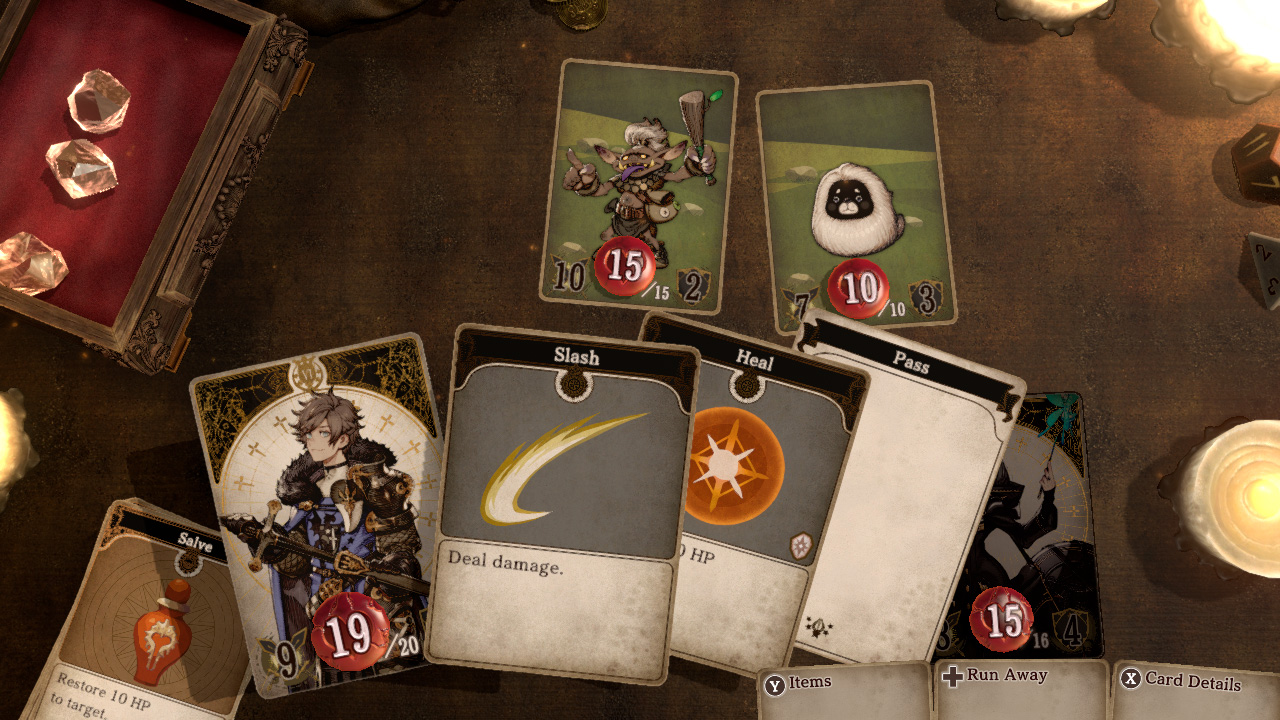 10
15
/15
2
7
10
/10
3
Slash
Deal damage.
Heal
HP
Pass
Salve
Restore 10 HP
to target.
9
19
/20
15
16
4
Y Items
Run Away
X Card Details